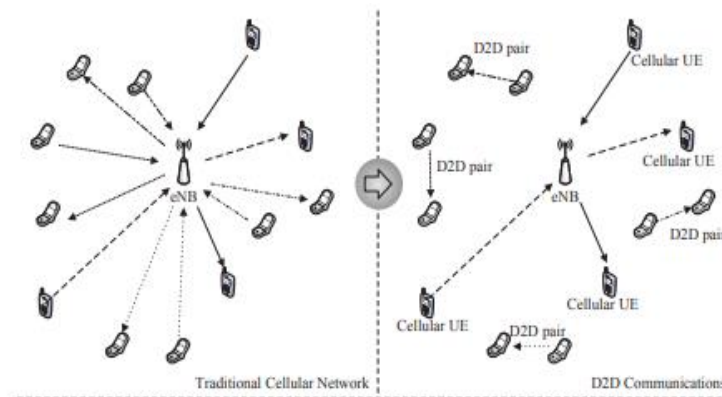 eNB
Traditional Cellular Network
D2D pair
Cellular UE
D2D pair
Cellular UE
eNB
D2D pair
Cellular UE
Cellular UE
D2D pair
D2D Communications